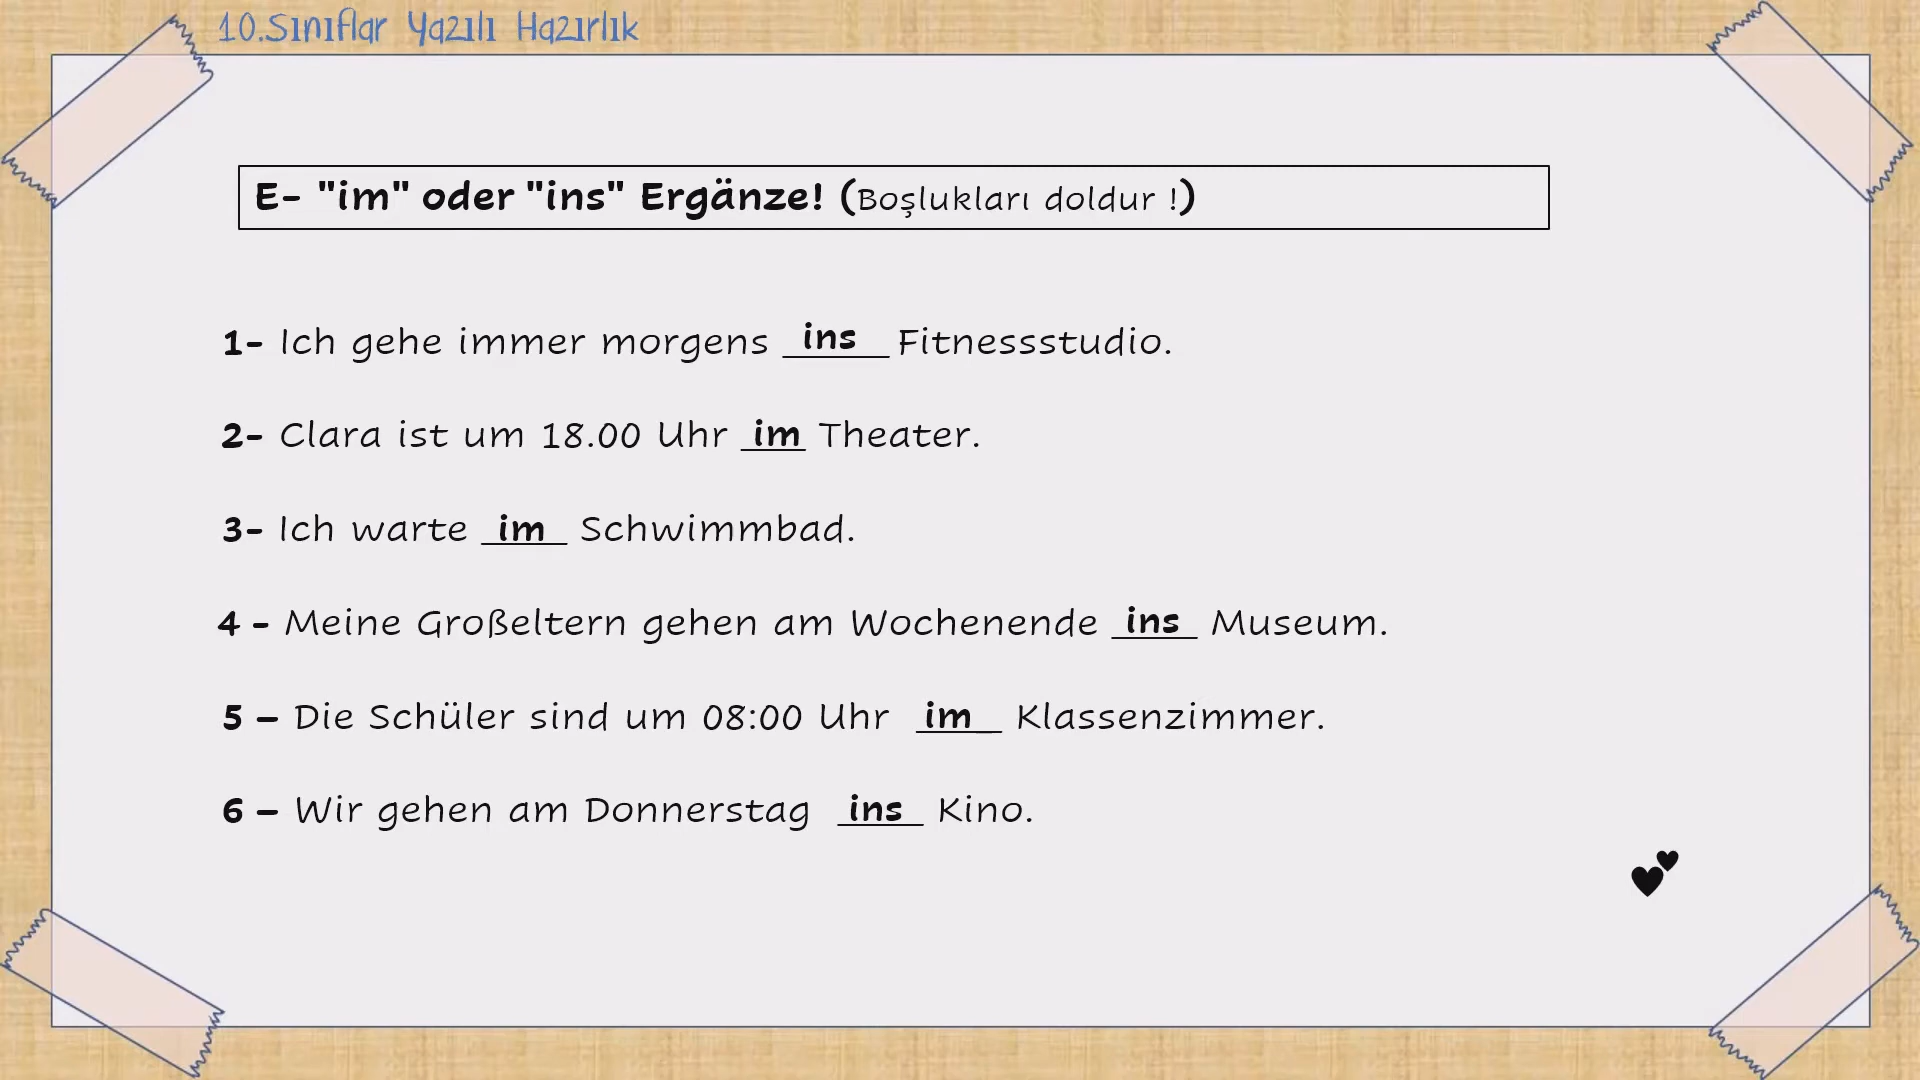 10.Sınıflar Yazılı Hazırlık
E- "im" oder "ins" Ergänze! (Boşlukları doldur !)
1- Ich gehe immer morgens ins Fitnessstudio.
2- Clara ist um 18.00 Uhr im Theater.
3- Ich warte im Schwimmbad.
4 - Meine Großeltern gehen am Wochenende ins Museum.
5 – Die Schüler sind um 08:00 Uhr im Klassenzimmer.
6 – Wir gehen am Donnerstag ins Kino.